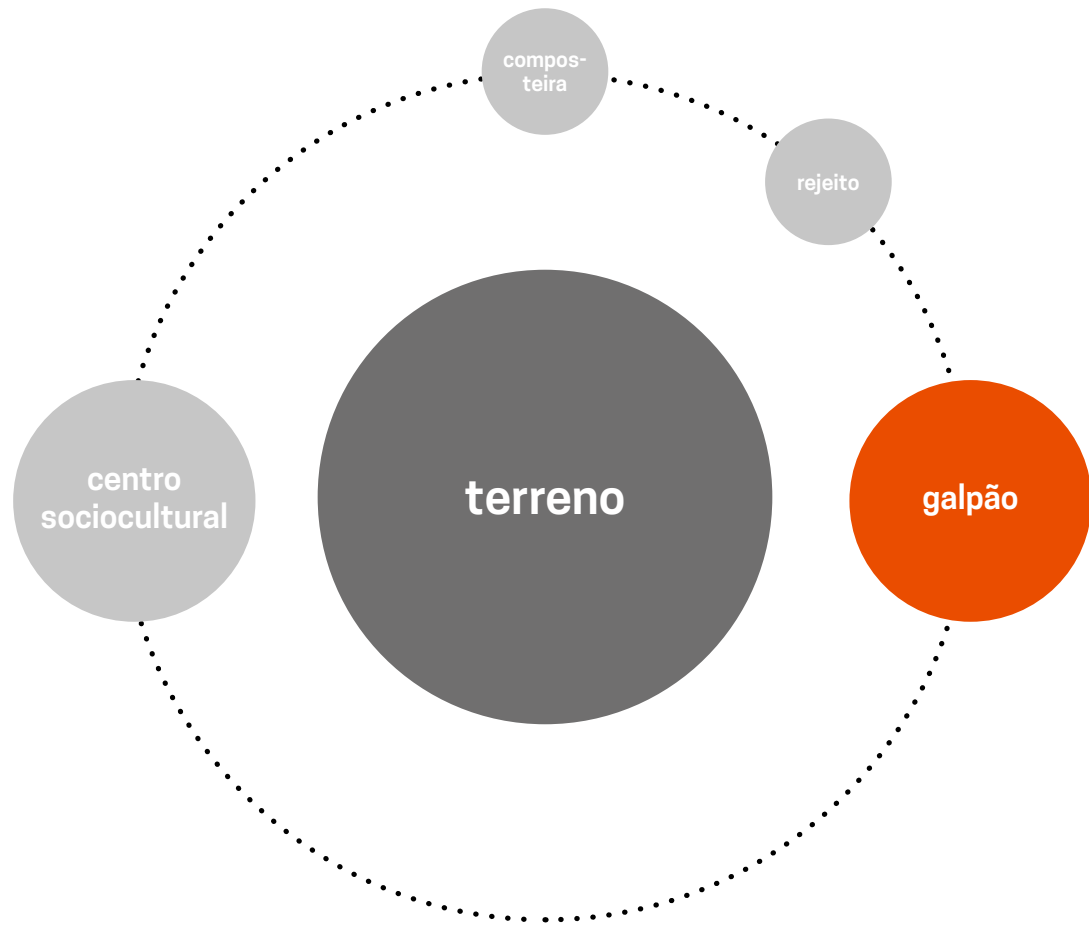 compos-
teira
rejeito
centro
sociocultural
terreno
galpão